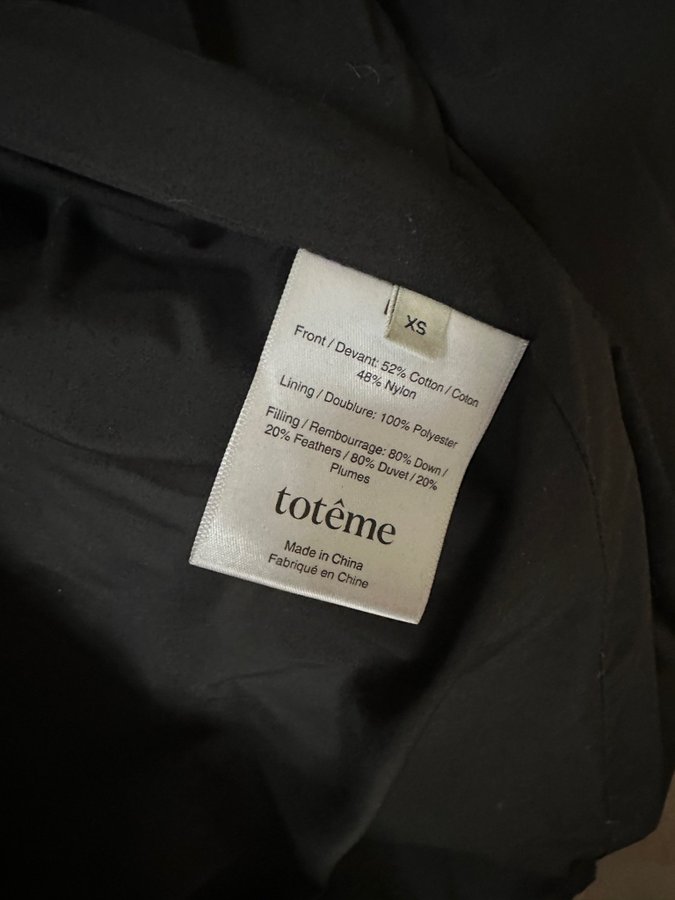 XS
Front / Devant: 52% Cotton / Coton
48% Nylon
Lining / Doublure: 100% Polyester
Filling / Rembourrage: 80% Down /
20% Feathers / 80% Duvet / 20%
Plumes
totême
Made in China
Fabriqué en Chine